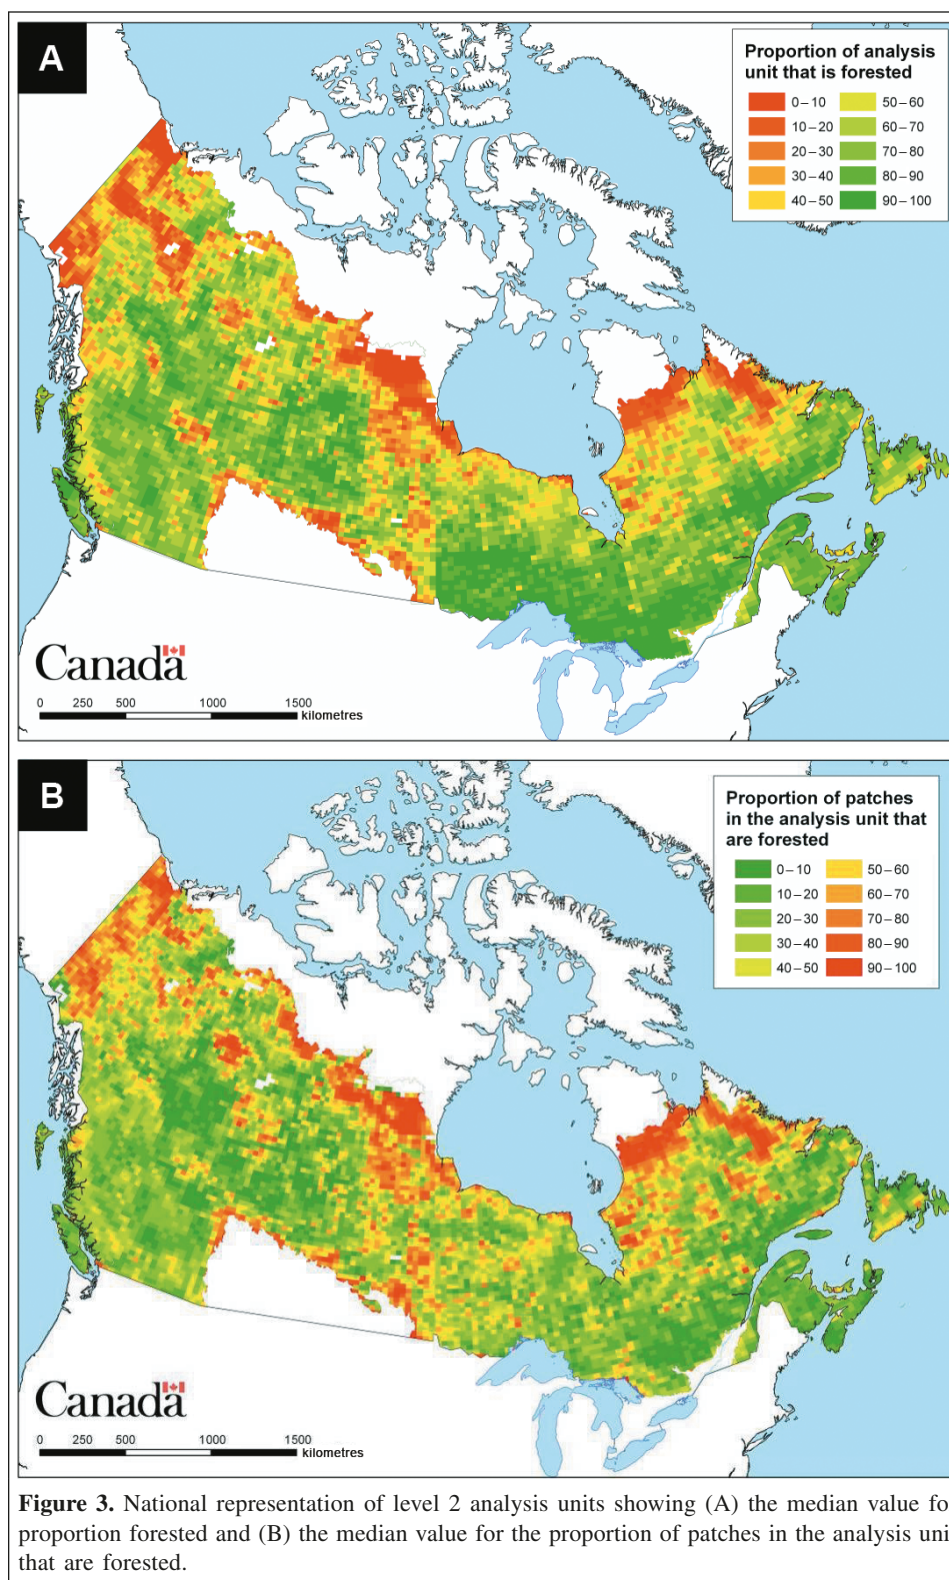 A
Proportion of analysis
unit that is forested
0–10
10–20
20–30
30–40
40–50
50–60
60–70
70–80
80–90
90–100
Canada
0 250 500 1000 1500
kilometres
B
Proportion of patches
in the analysis unit that
are forested
0–10
10–20
20–30
30–40
40–50
50–60
60–70
70–80
80–90
90–100
Canada
0 250 500 1000 1500
kilometres
Figure 3. National representation of level 2 analysis units showing (A) the median value fo
proportion forested and (B) the median value for the proportion of patches in the analysis uni
that are forested.